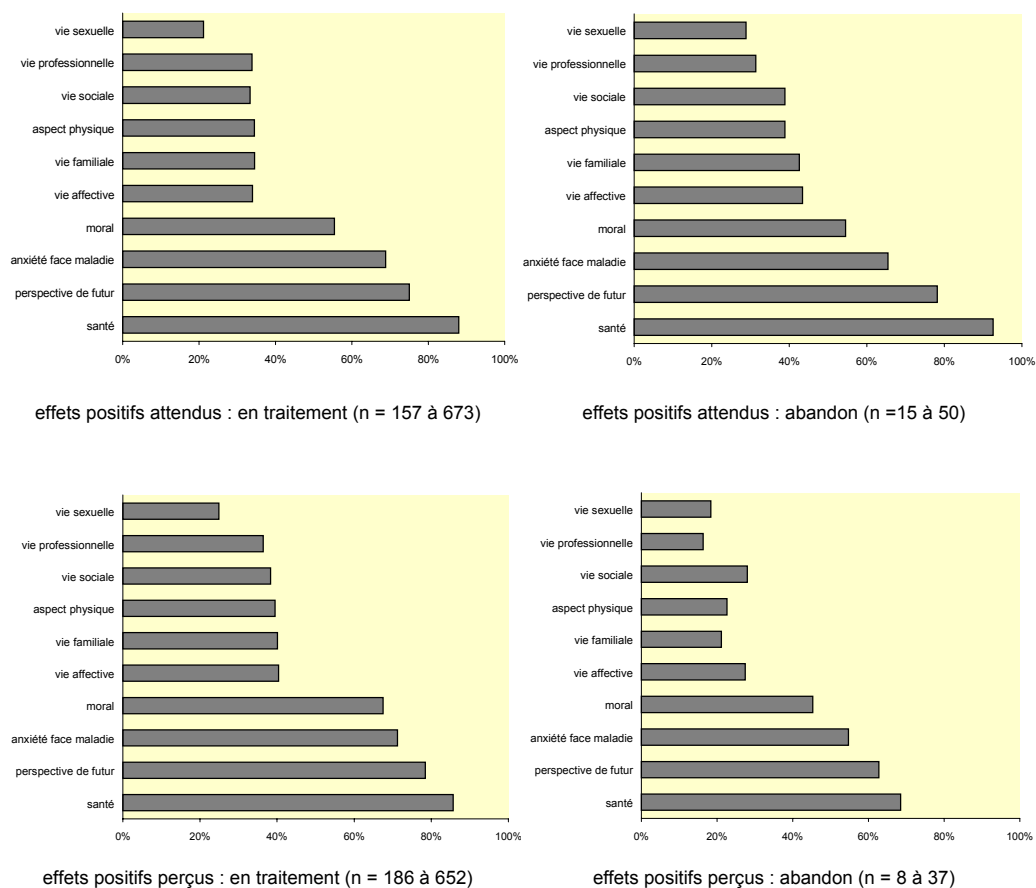 vie sexuelle
vie professionnelle
vie sociale
aspect physique
vie familiale
vie affective
moral
anxiété face maladie
perspective de futur
santé
0% 20% 40% 60% 80% 100%
effets positifs attendus : en traitement (n = 157 à 673)
vie sexuelle
vie professionnelle
vie sociale
aspect physique
vie familiale
vie affective
moral
anxiété face maladie
perspective de futur
santé
0% 20% 40% 60% 80% 100%
effets positifs attendus : abandon (n =15 à 50)
vie sexuelle
vie professionnelle
vie sociale
aspect physique
vie familiale
vie affective
moral
anxiété face maladie
perspective de futur
santé
0% 20% 40% 60% 80% 100%
effets positifs perçus : en traitement (n = 186 à 652)
vie sexuelle
vie professionnelle
vie sociale
aspect physique
vie familiale
vie affective
moral
anxiété face maladie
perspective de futur
santé
0% 20% 40% 60% 80% 100%
effets positifs perçus : abandon (n = 8 à 37)